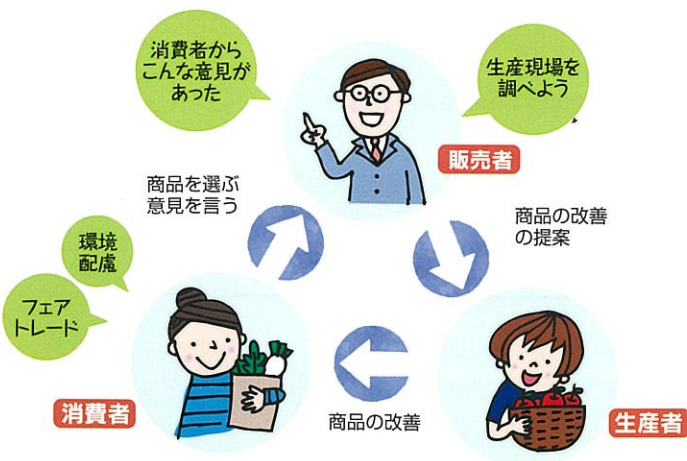 消費者から
こんな意見が
あった
生産現場を
調べよう
販売者
商品を選ぶ
意見を言う
商品の改善
の提案
環境
配慮
フェア
トレード
消費者
商品の改善
生産者